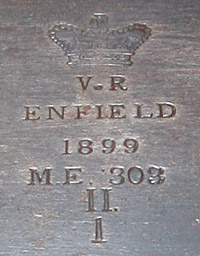 V.R
ENFIELD
1899
M.E. 303
II.
I